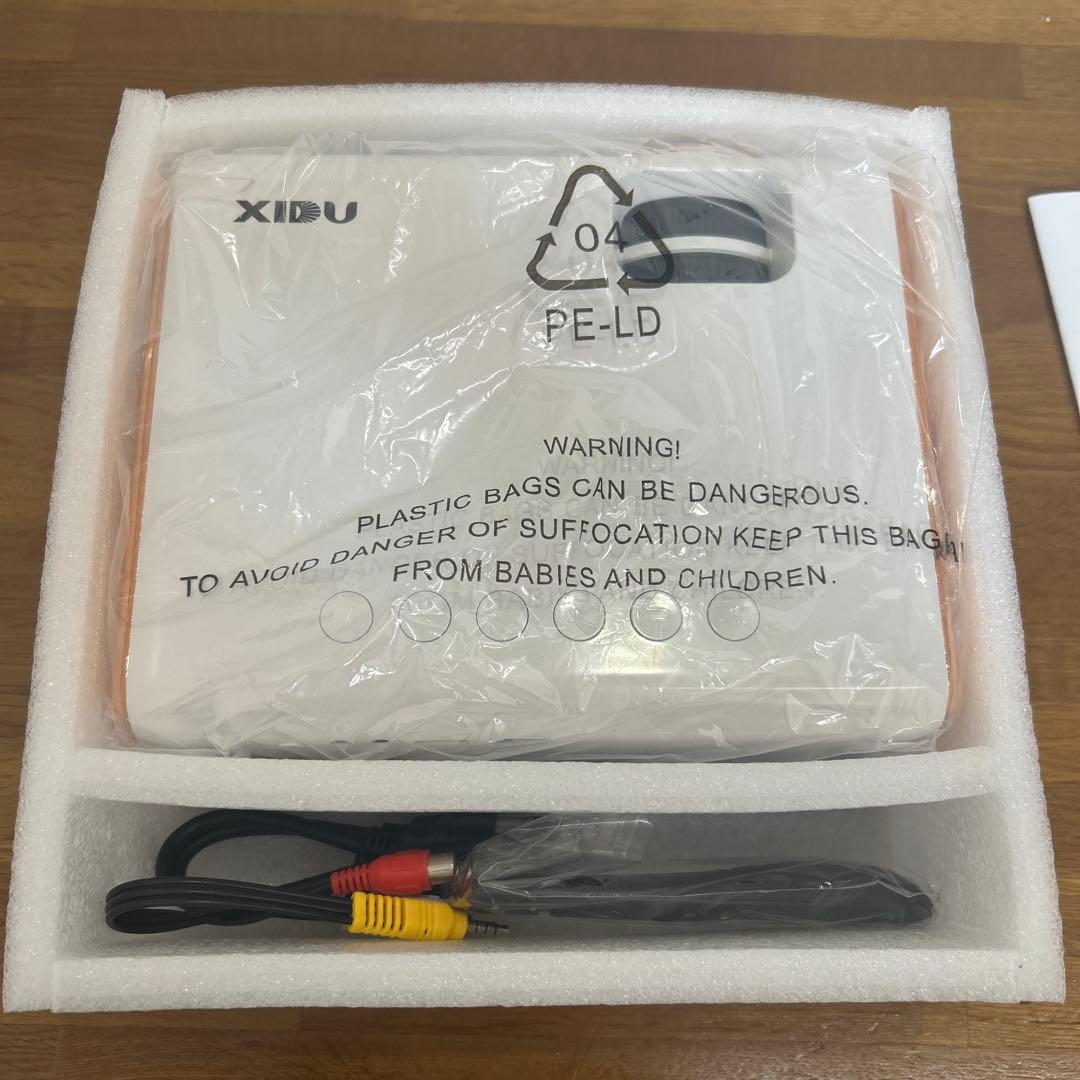 XIDU
04
PE-LD
WARNING!
PLASTIC BAGS CAN BE DANGEROUS.
TO AVOID DANGER OF SUFFOCATION KEEP THIS BAG
FROM BABIES AND CHILDREN.